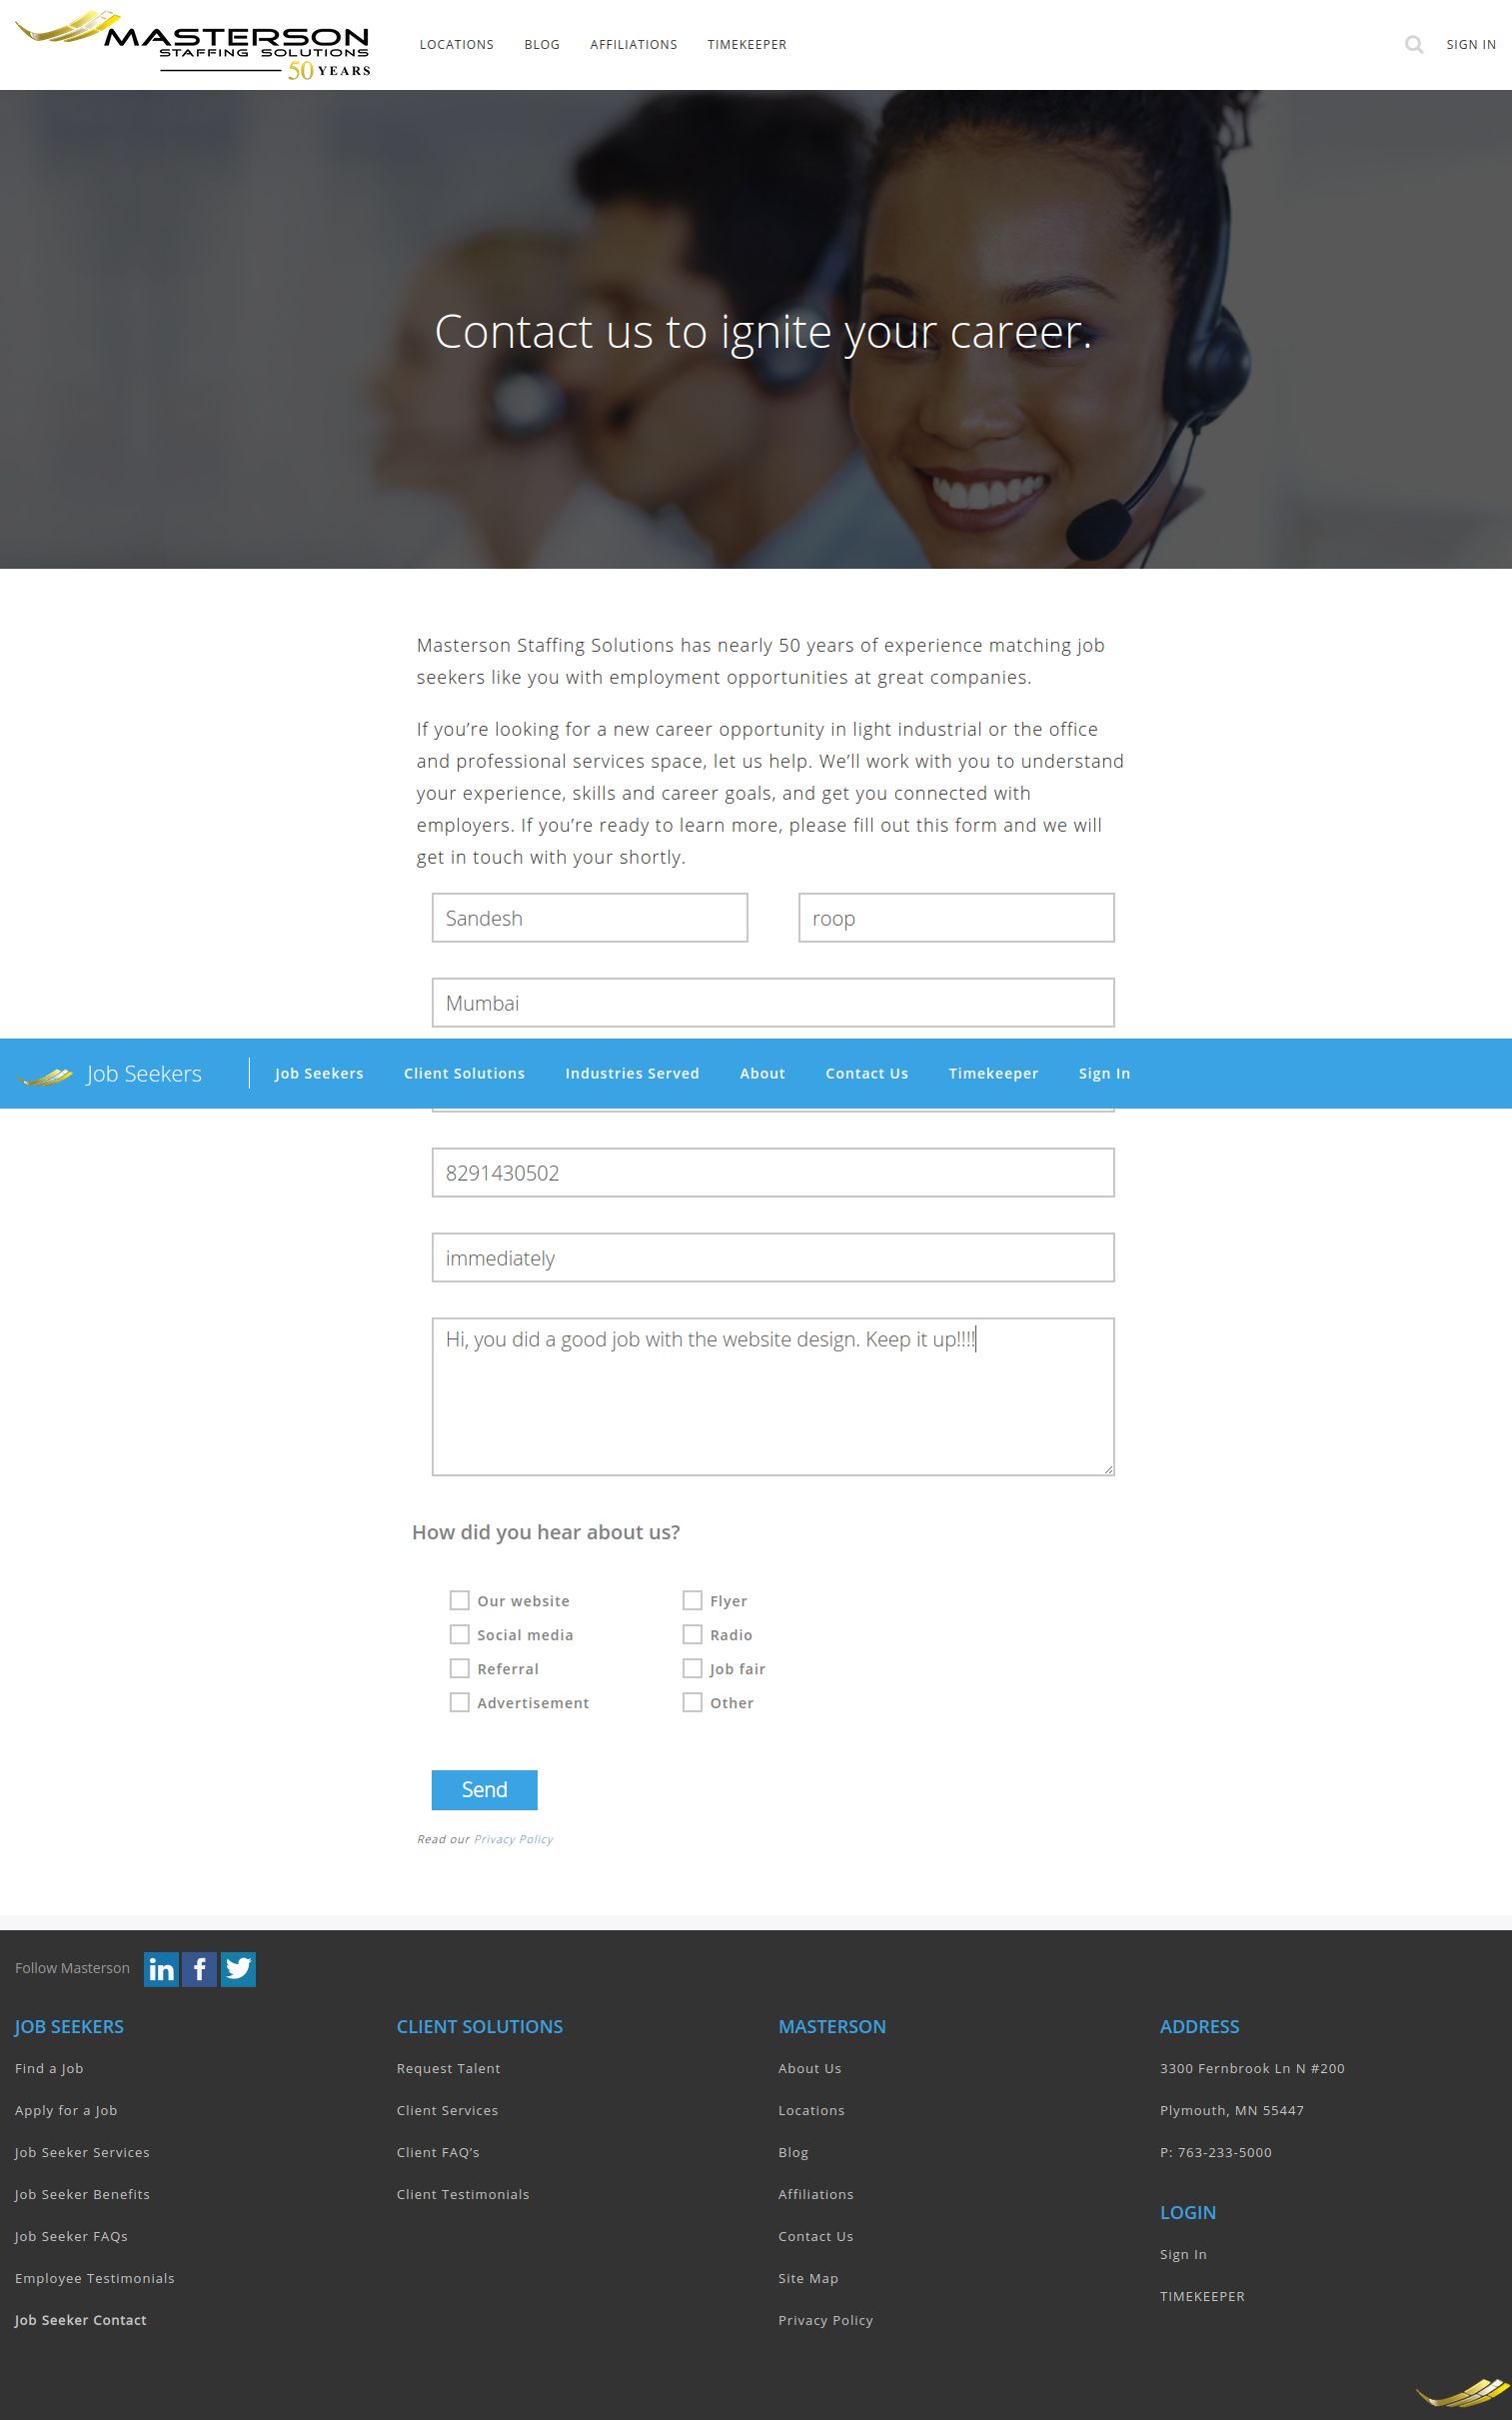 MASTERSON
STAFFING SOLUTIONS
50 YEARS
LOCATIONS BLOG AFFILIATIONS TIMEKEEPER
SIGN IN
Contact us to ignite your career.
Masterson Staffing Solutions has nearly 50 years of experience matching job
seekers like you with employment opportunities at great companies.
If you’re looking for a new career opportunity in light industrial or the office
and professional services space, let us help. We’ll work with you to understand
your experience, skills and career goals, and get you connected with
employers. If you’re ready to learn more, please fill out this form and we will
get in touch with your shortly.
Sandesh roop
Mumbai
Job Seekers Job Seekers Client Solutions Industries Served About Contact Us Timekeeper Sign In
8291430502
immediately
Hi, you did a good job with the website design. Keep it up!!!!
How did you hear about us?
Our website Flyer
Social media Radio
Referral Job fair
Advertisement Other
Send
Read our Privacy Policy
Follow Masterson in f
JOB SEEKERS
Find a Job
Apply for a Job
Job Seeker Services
Job Seeker Benefits
Job Seeker FAQs
Employee Testimonials
Job Seeker Contact
CLIENT SOLUTIONS
Request Talent
Client Services
Client FAQ’s
Client Testimonials
MASTERSON
About Us
Locations
Blog
Affiliations
Contact Us
Site Map
Privacy Policy
ADDRESS
3300 Fernbrook Ln N #200
Plymouth, MN 55447
P: 763-233-5000
LOGIN
Sign In
TIMEKEEPER